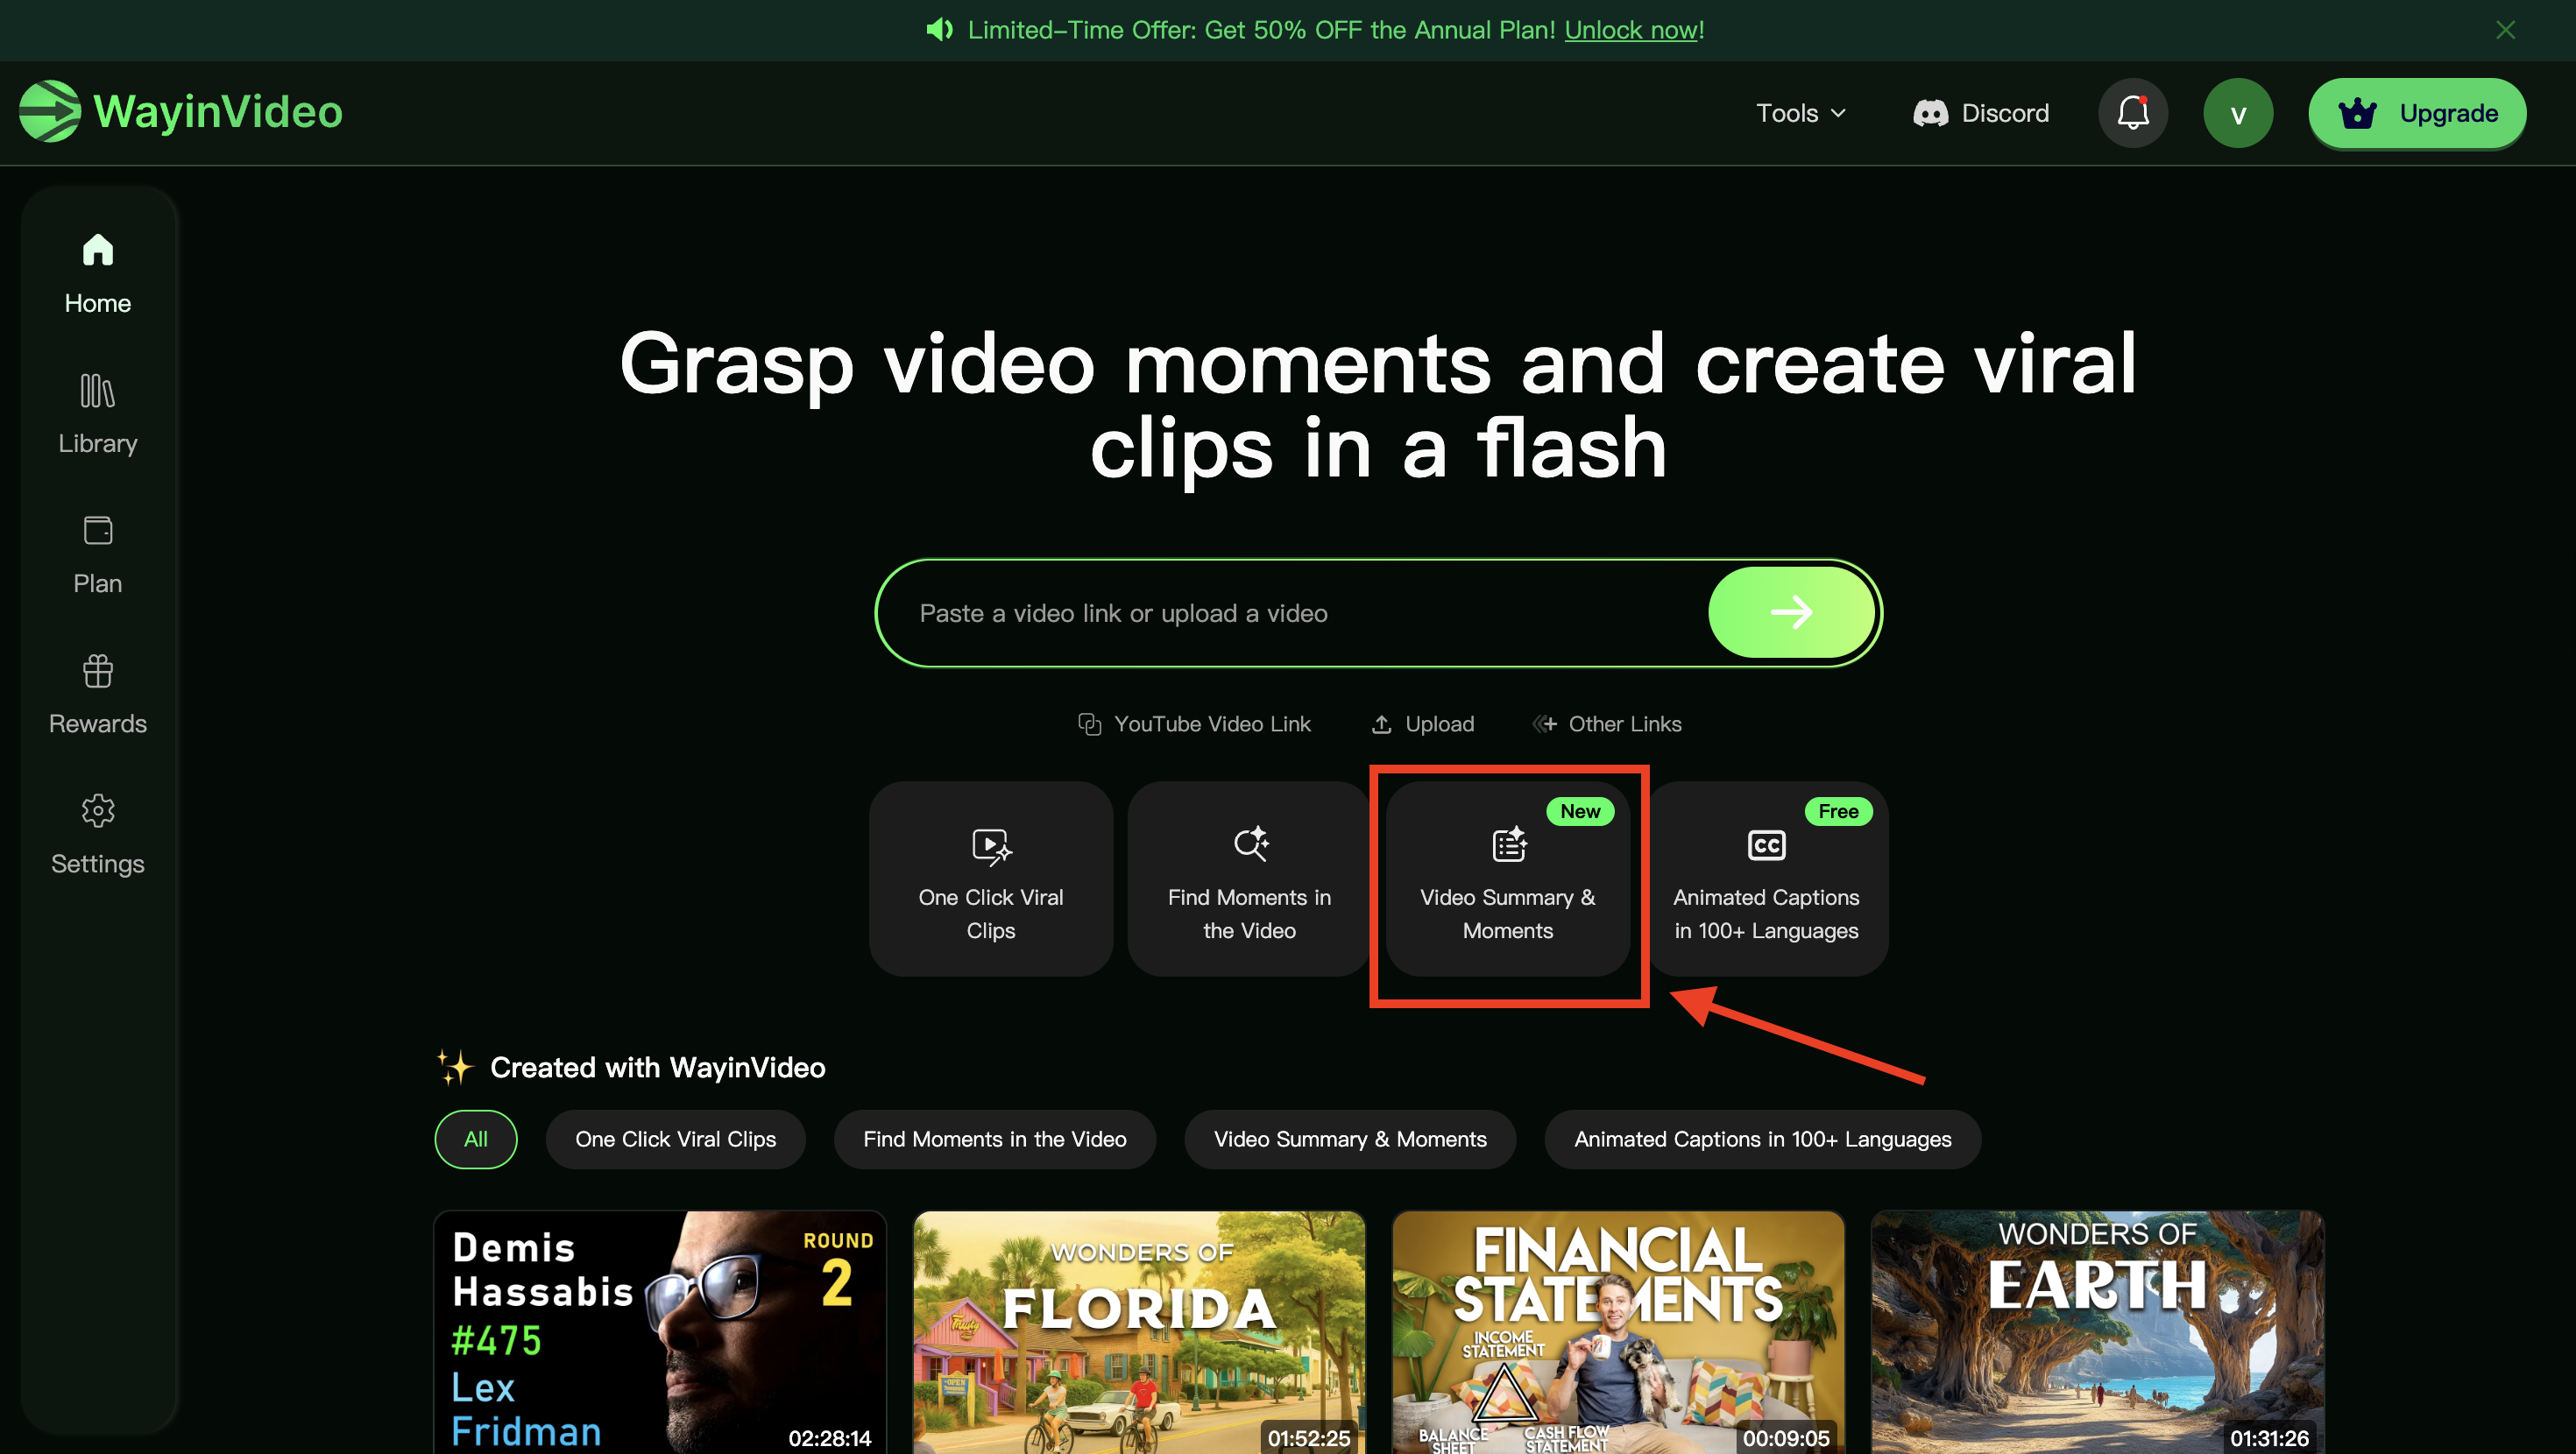 Limited-Time Offer: Get 50% OFF the Annual Plan! Unlock now!
WayinVideo
Tools
Discord
v
Upgrade
Home
Library
Plan
Rewards
Settings
Grasp video moments and create viral
clips in a flash
Paste a video link or upload a video
YouTube Video Link
Upload
Other Links
One Click Viral
Clips
Find Moments in
the Video
New
Video Summary &
Moments
Free
CC
Animated Captions
in 100+ Languages
Created with WayinVideo
All
One Click Viral Clips
Find Moments in the Video
Video Summary & Moments
Animated Captions in 100+ Languages
Demis
Hassabis
#475
Lex
Fridman
ROUND
2
02:28:14
WONDERS OF
FLORIDA
OPEN
01:52:25
FINANCIAL
STATEMENTS
INCOME
STATEMENT
BALANCE
SHEET
CASH FLOW
STATEMENT
00:09:05
WONDERS OF
EARTH
01:31:26